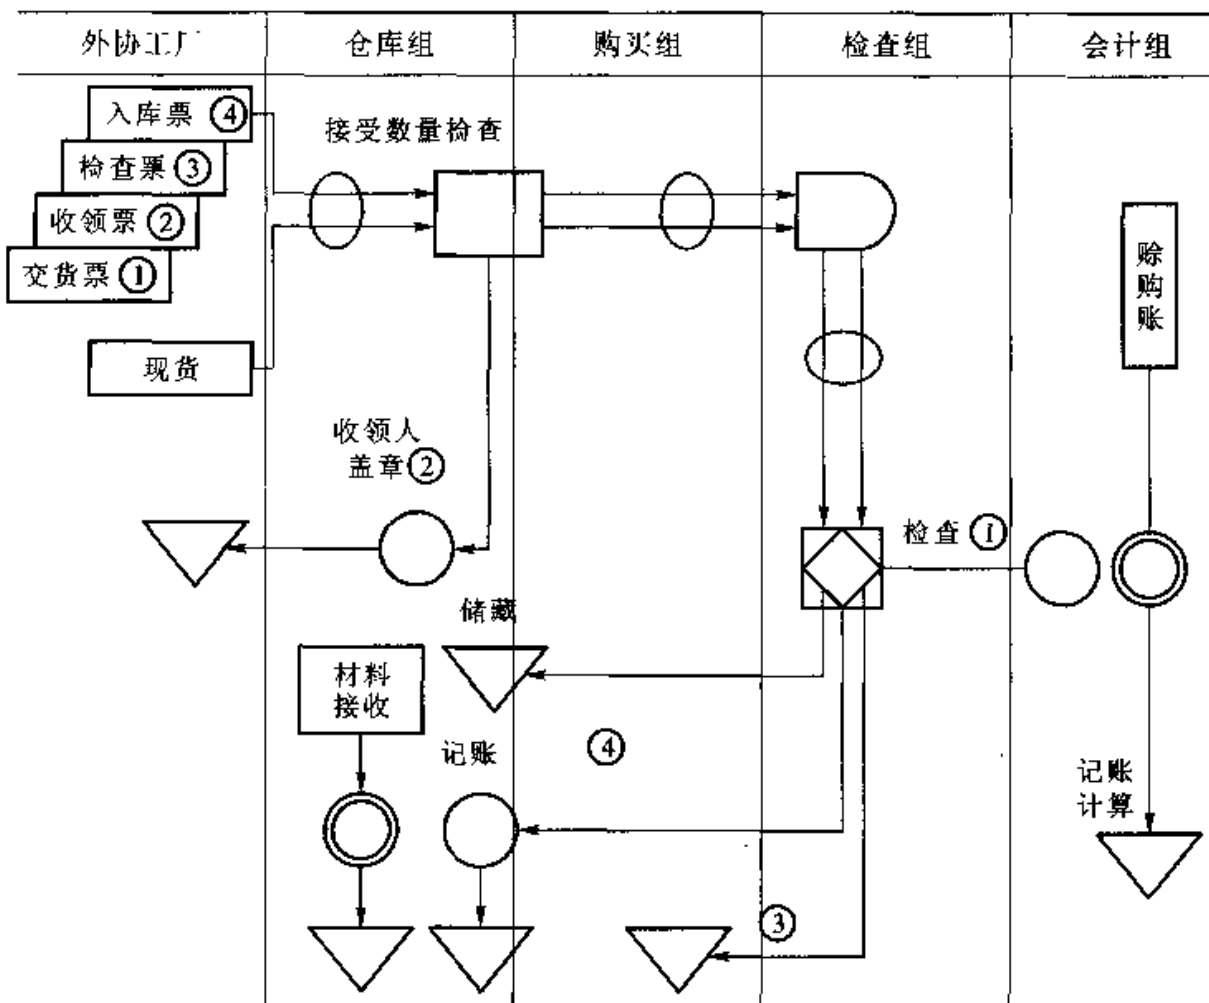 外协工厂
仓库组
购买组
检查组
会计组
入库票 ④
检查票 ③
收领票 ②
交货票 ①
现货
接受数量检查
赊
购
账
收领人
盖章②
检查①
储藏
材料
接收
记账
④
记账
计算
③